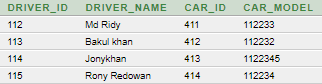 DRIVER_ID DRIVER_NAME CAR_ID CAR_MODEL
112 Md Ridy 411 112233
113 Bakul khan 412 112232
114 Jonykhan 413 1122345
115 Rony Redowan 414 11234